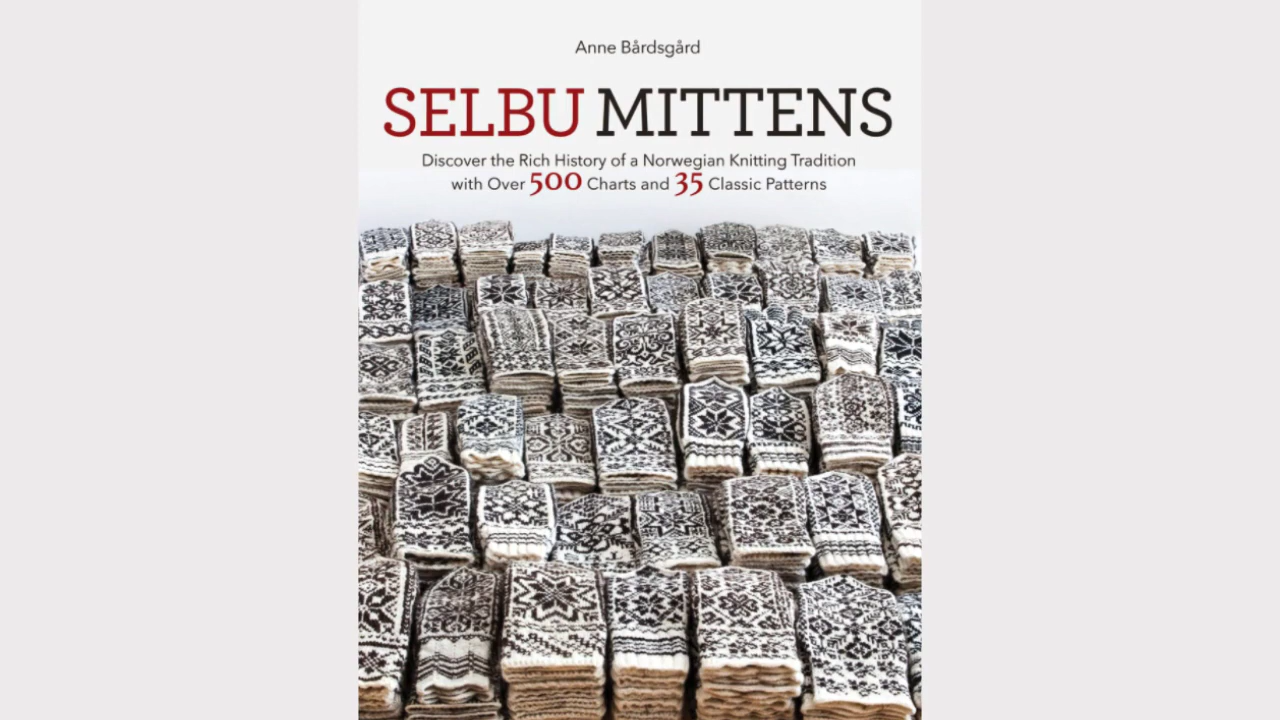 Anne Bårdsgård
SELBU MITTENS
Discover the Rich History of a Norwegian Knitting Tradition
with Over 500 Charts and 35 Classic Patterns